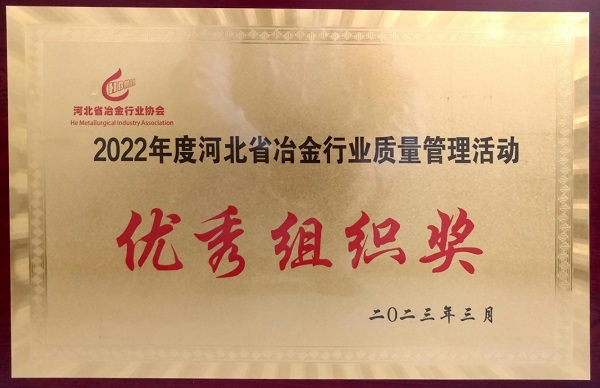 河北省冶金行业协会
He Metallurgical Industry Association
2022年度河北省冶金行业质量管理活动
优秀组织奖
二〇二三年三月